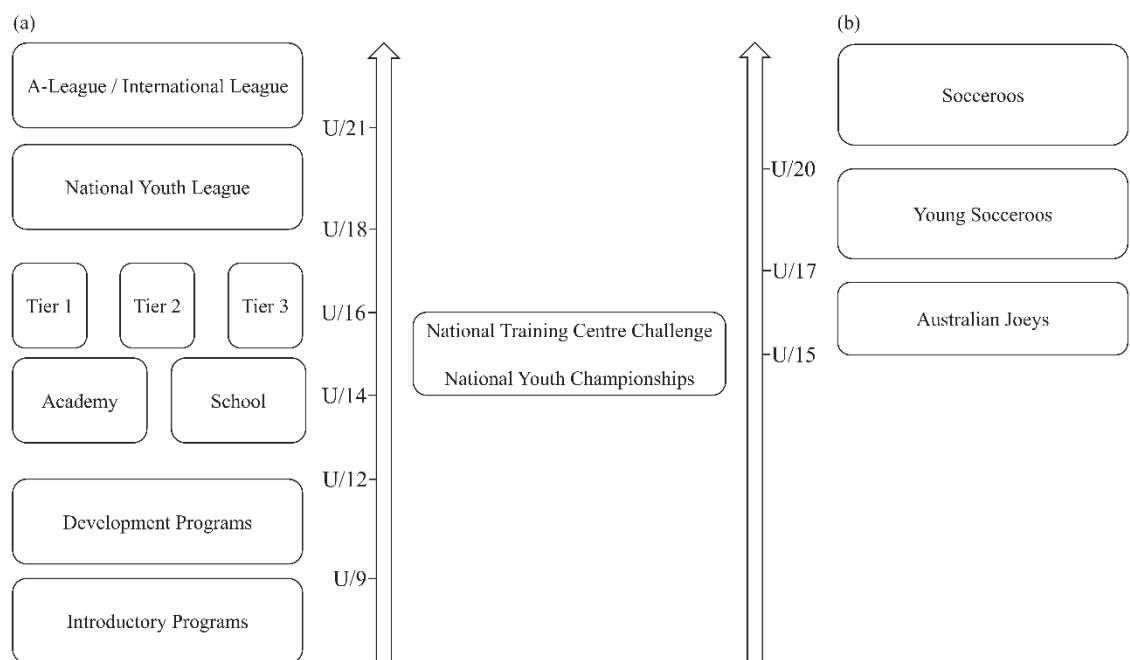 (a)
A-League / International League
U/21
National Youth League
U/18
Tier 1
Tier 2
Tier 3
U/16
Academy
School
U/14
U/12
Development Programs
U/9
Introductory Programs
National Training Centre Challenge
National Youth Championships
(b)
Socceroos
U/20
Young Socceroos
U/17
Australian Joeys
U/15